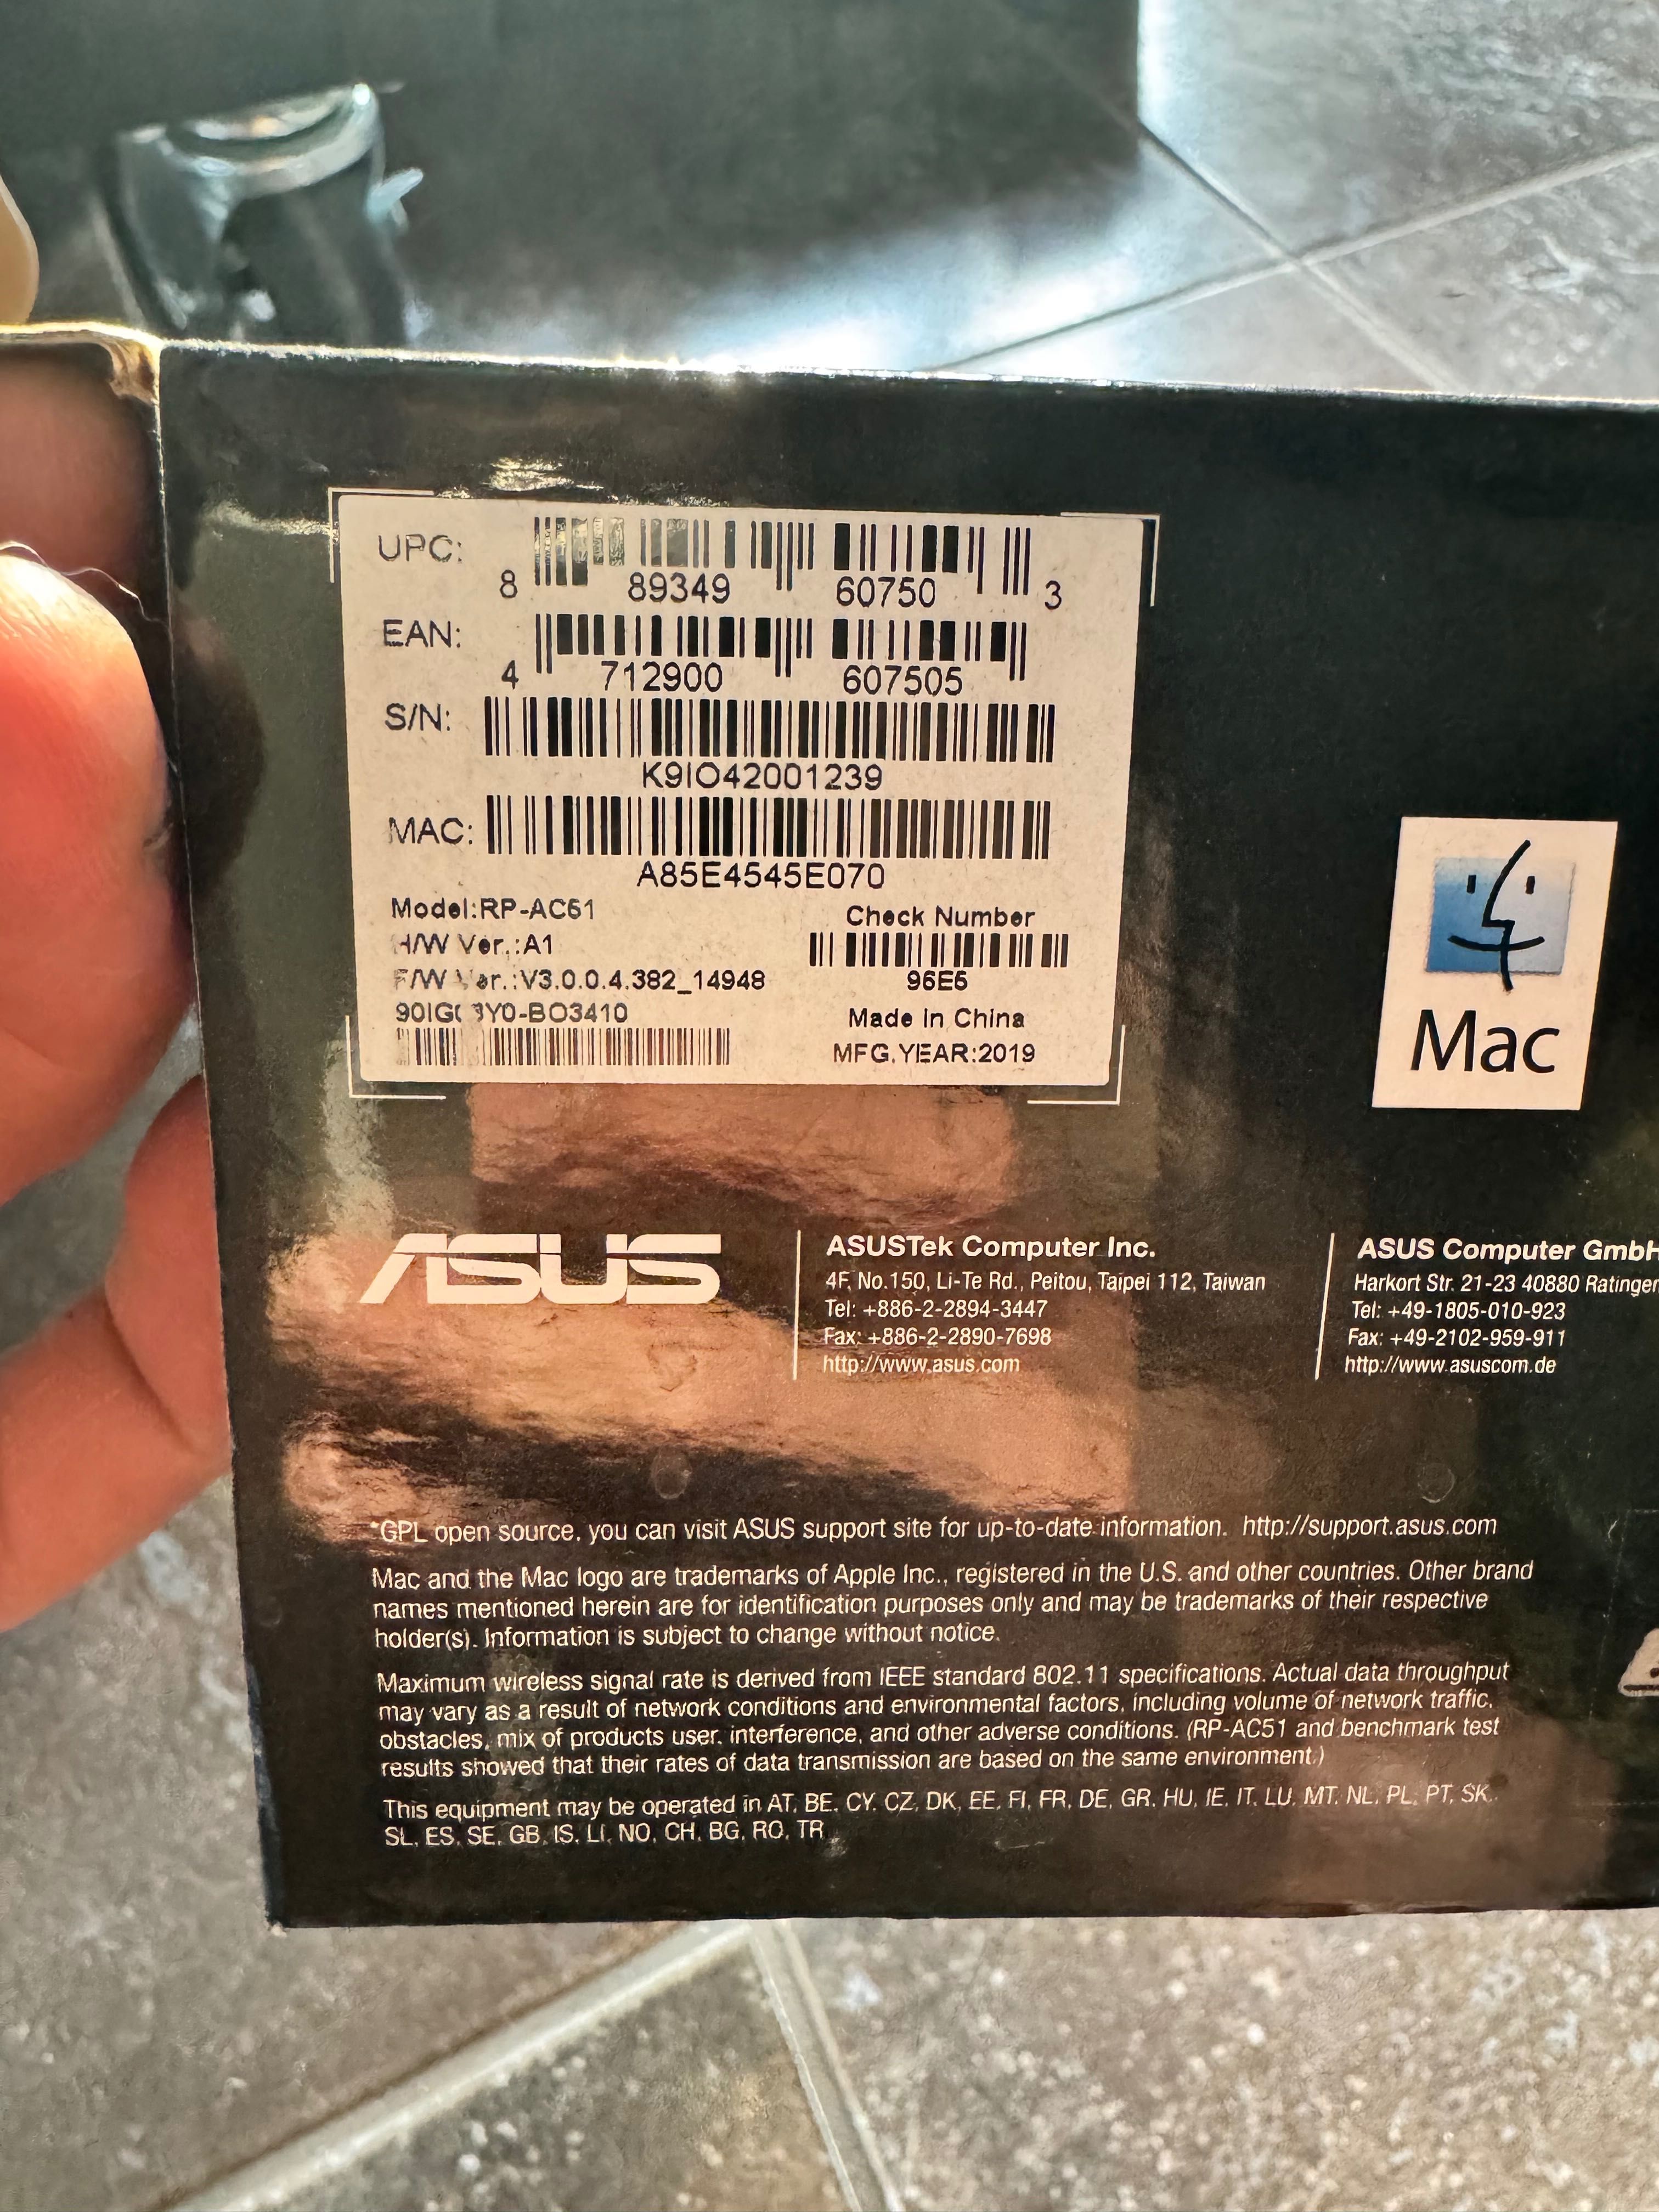 UPC:
8 89349 60750 3
EAN:
4 712900 607505
S/N:
K9IO42001239
MAC:
A85E4545E070
Model:RP-AC51
H/W Ver.:A1
F/W Ver.:V3.0.0.4.382_14948
Check Number
96E5
Made in China
MFG.YEAR:2019
Mac
ASUS
ASUSTek Computer Inc.
4F, No.150, Li-Te Rd., Peitou, Taipei 112, Taiwan
Tel: +886-2-2894-3447
Fax: +886-2-2890-7698
http://www.asus.com
ASUS Computer GmbH
Harkort Str. 21-23 40880 Ratingen
Tel: +49-1805-010-923
Fax: +49-2102-959-911
http://www.asuscom.de
*GPL open source, you can visit ASUS support site for up-to-date information. http://support.asus.com
Mac and the Mac logo are trademarks of Apple Inc., registered in the U.S. and other countries. Other brand
names mentioned herein are for identification purposes only and may be trademarks of their respective
holder(s). Information is subject to change without notice.
Maximum wireless signal rate is derived from IEEE standard 802.11 specifications. Actual data throughput
may vary as a result of network conditions and environmental factors, including volume of network traffic,
obstacles, mix of products user, interference, and other adverse conditions. (RP-AC51 and benchmark test
results showed that their rates of data transmission are based on the same environment.)
This equipment may be operated in AT, BE, CY, CZ, DK, EE, FI, FR, DE, GR, HU, IE, IT, LU, MT, NL, PL, PT, SK,
SL, ES, SE, GB, IS, LI, NO, CH, BG, RO, TR